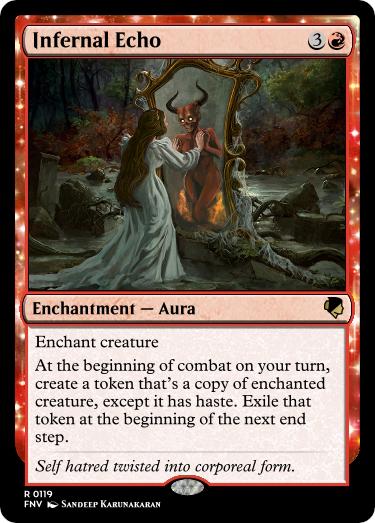 Infernal Echo 3
Enchantment — Aura
Enchant creature
At the beginning of combat on your turn,
create a token that's a copy of enchanted
creature, except it has haste. Exile that
token at the beginning of the next end
step.
Self hatred twisted into corporeal form.
R 0119
FNV Sandeep Karunakaran